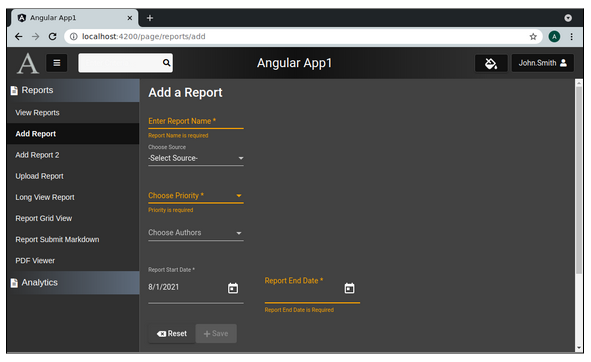 Angular App1
localhost:4200/page/reports/add
A
A
Angular App1
John.Smith
Reports
View Reports
Add Report
Add Report 2
Upload Report
Long View Report
Report Grid View
Report Submit Markdown
PDF Viewer
Analytics
Add a Report
Enter Report Name *
Report Name is required
Choose Source
-Select Source-
Choose Priority *
Priority is required
Choose Authors
Report Start Date *
8/1/2021
Report End Date *
Report End Date is Required
Reset
+ Save